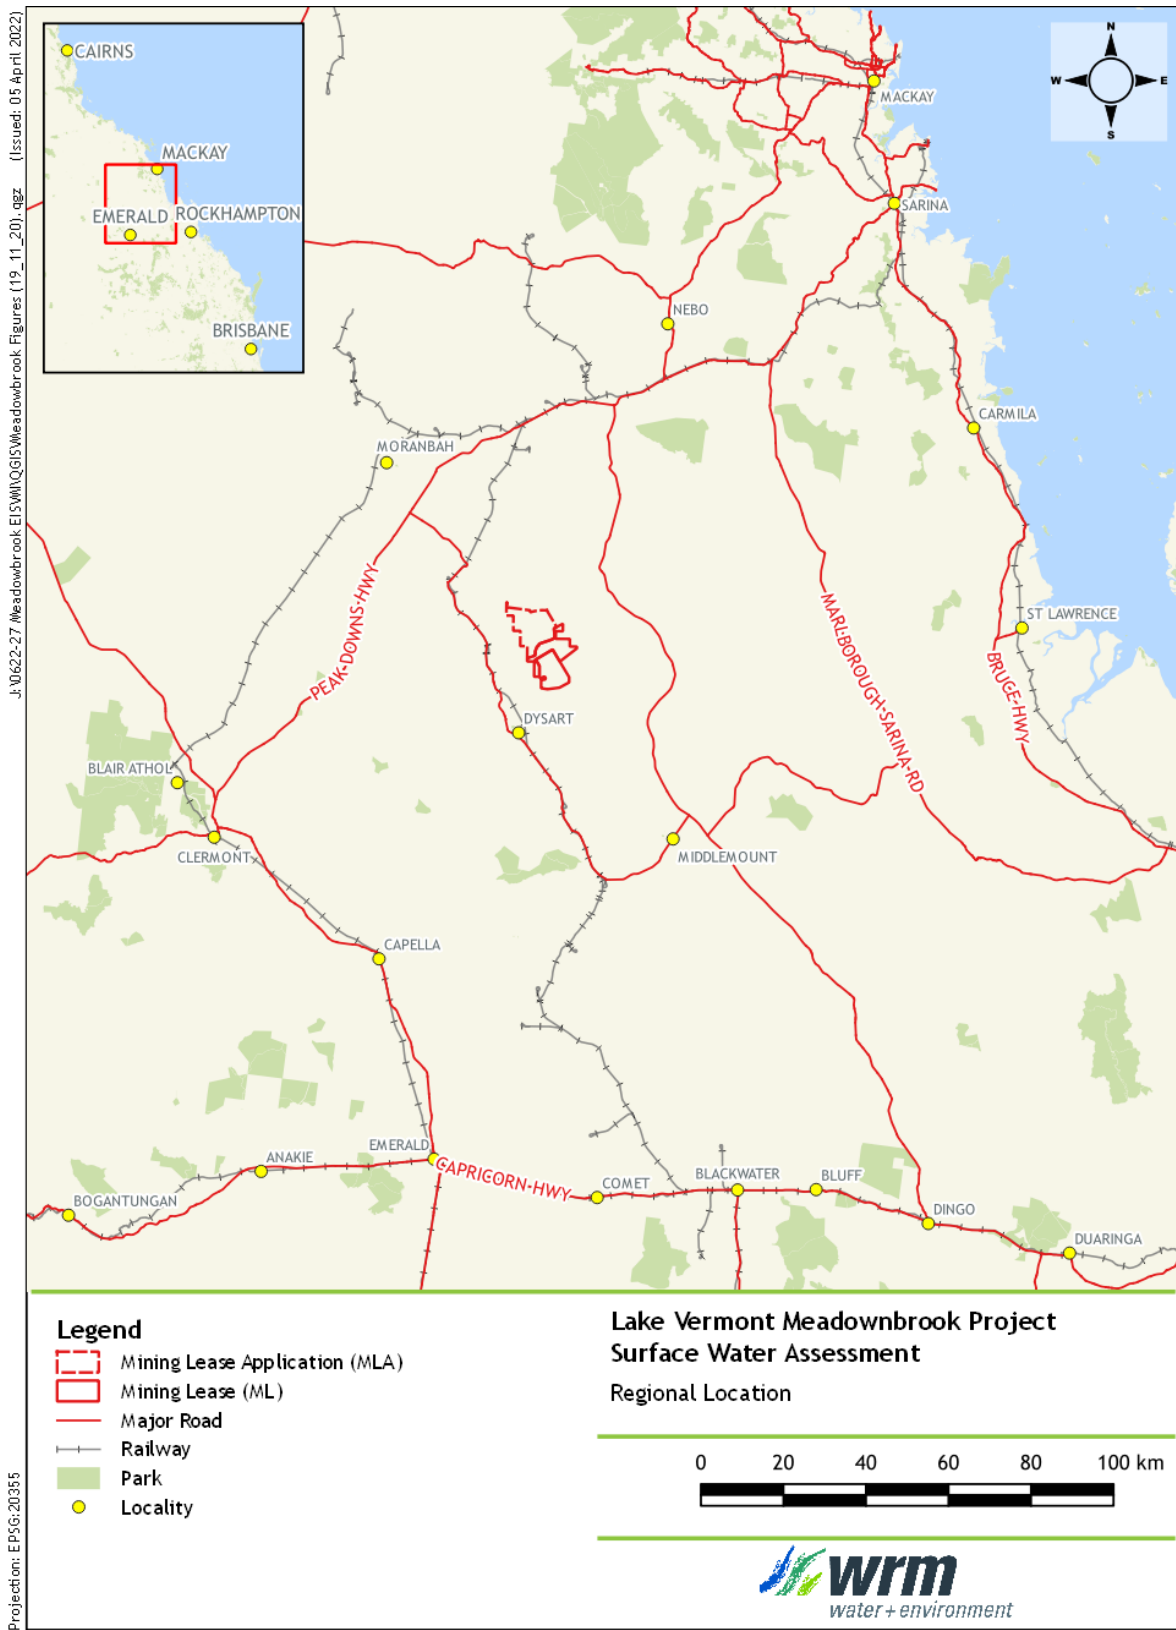 J:\0622-27 Meadowbrook EISWM\QGIS\Meadowbrook Figures (19_11_20).qgz (Issued: 05 April 2022)
Projection: EPSG:20355
CAIRNS
MACKAY
EMERALD
ROCKHAMPTON
BRISBANE
N
W
E
S
MACKAY
SARINA
NEBO
CARMILA
MORANBAH
PEAK-DOWNS-HWY
MARLBOROUGH-SARINA-RD
BRUCE-HWY
ST LAWRENCE
DYSART
BLAIR ATHOL
CLERMONT
MIDDLEMOUNT
CAPELLA
EMERALD
ANAKIE
BOGANTUNGAN
CAPRICORN-HWY
COMET
BLACKWATER
BLUFF
DINGO
DUARINGA
Legend
Mining Lease Application (MLA)
Mining Lease (ML)
Major Road
Railway
Park
Locality
Lake Vermont Meadownbrook Project
Surface Water Assessment
Regional Location
0 20 40 60 80 100 km
wrm
water + environment